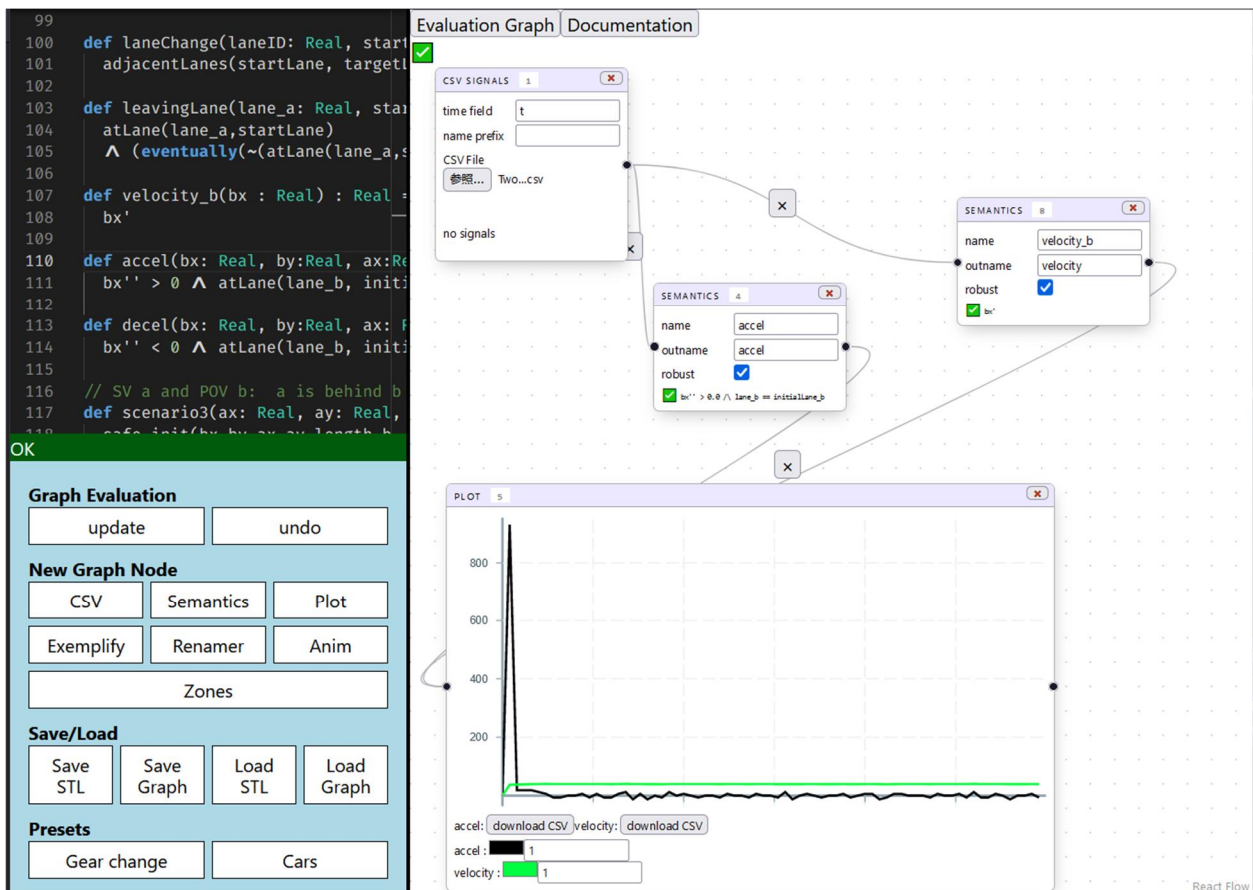 99
100 def laneChange(laneID: Real, start
101 adjacentLanes(startLane, targetL
102
103 def leavingLane(lane_a: Real, star
104 atLane(lane_a,startLane)
105 ∧ (eventually(~(atLane(lane_a,s
106
107 def velocity_b(bx : Real) : Real =
108 bx'
109
110 def accel(bx: Real, by:Real, ax:Re
111 bx'' > 0 ∧ atLane(lane_b, initi
112
113 def decel(bx: Real, by:Real, ax: R
114 bx'' < 0 ∧ atLane(lane_b, initi
115
116 // SV a and POV b: a is behind b
117 def scenario3(ax: Real, ay: Real,
118 safe_init(bx,by,ax,ay,length_b
OK
Graph Evaluation
update undo
New Graph Node
CSV Semantics Plot
Exemplify Renamer Anim
Zones
Save/Load
Save STL
Save Graph
Load STL
Load Graph
Presets
Gear change Cars
Evaluation Graph Documentation
CSV SIGNALS 1
time field t
name prefix
CSV File
参照... Two...csv
no signals
SEMANTICS 8
name velocity_b
outname velocity
robust
bx'
SEMANTICS 4
name accel
outname accel
robust
bx'' > 0.0 /\ lane_b == initialLane_b
PLOT 5
800
600
400
200
accel: download CSV velocity: download CSV
accel : 1
velocity : 1
React Flow